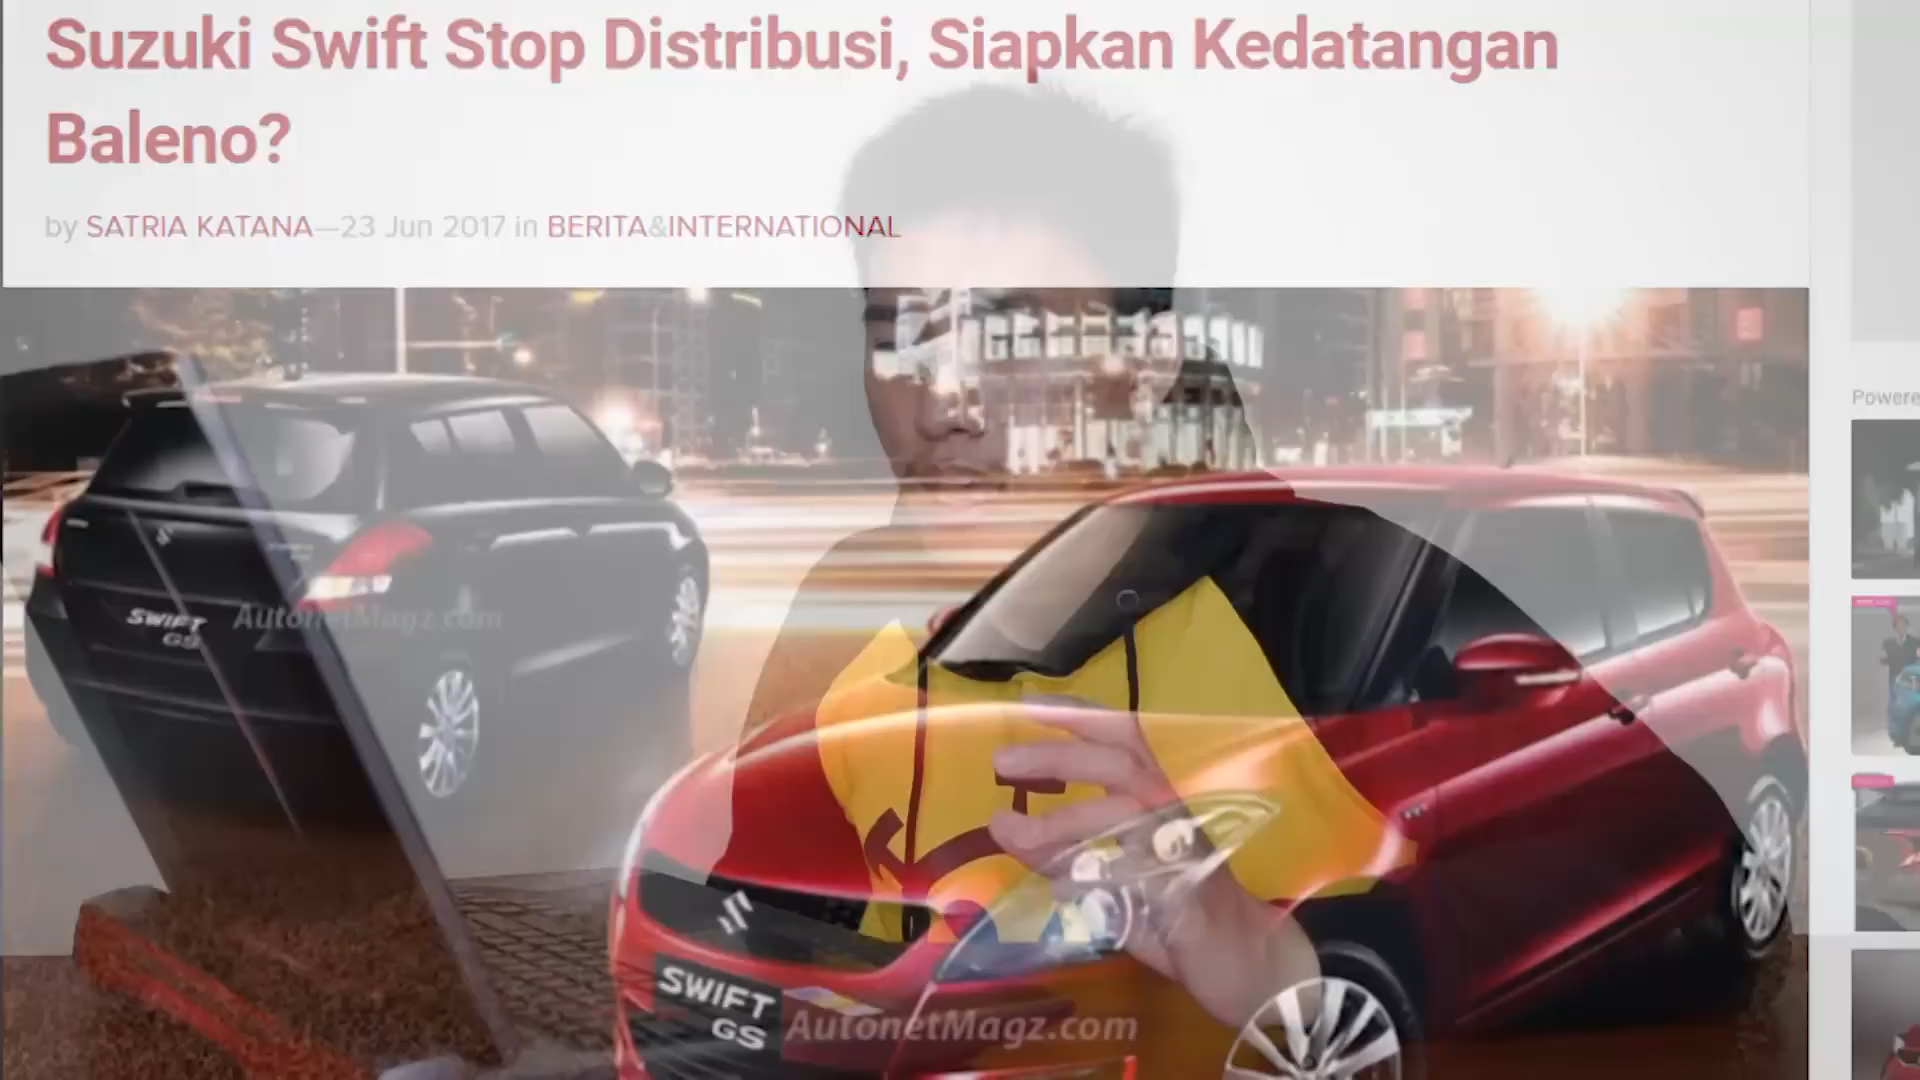 Suzuki Swift Stop Distribusi, Siapkan Kedatangan
Baleno?
by SATRIA KATANA—23 Jun 2017 in BERITA&INTERNATIONAL
Powere
SWIFT
GS
AutonetMagz.com
SWIFT
GS
AutonetMagz.com